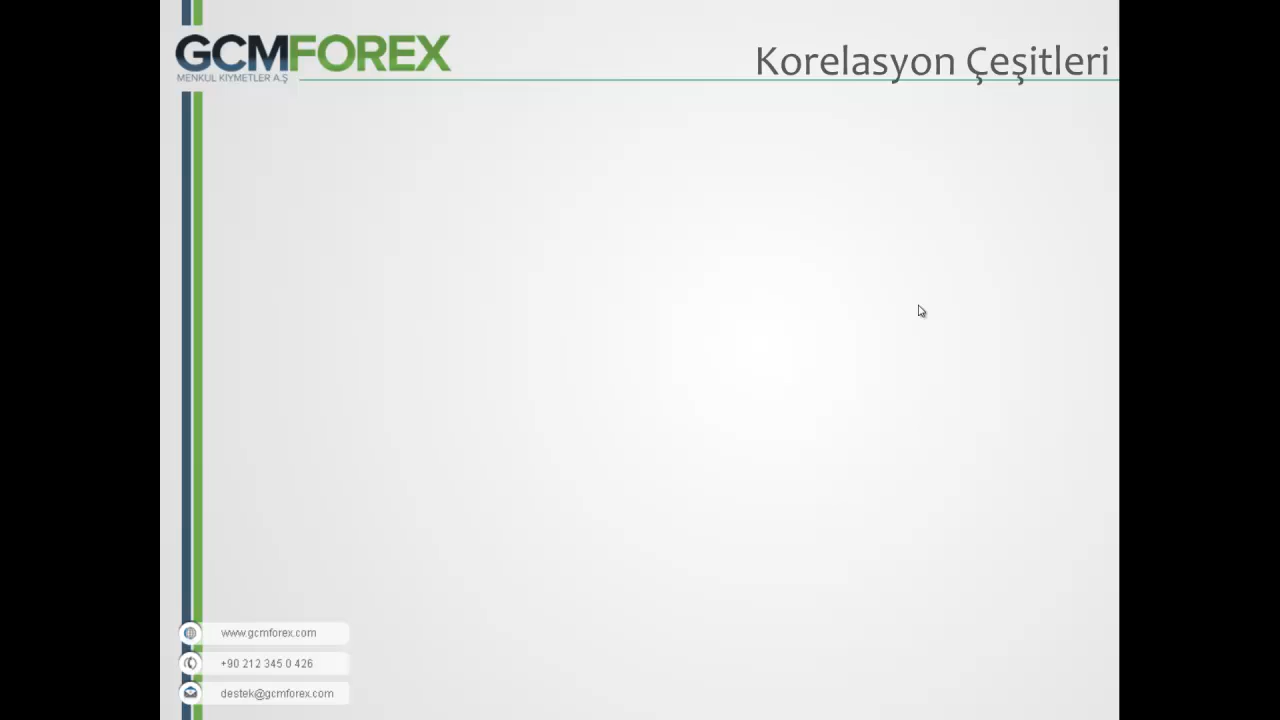 GCMFOREX
MENKUL KIYMETLER A.Ş
Korelasyon Çeşitleri
www.gcmforex.com
+90 212 345 0 426
destek@gcmforex.com